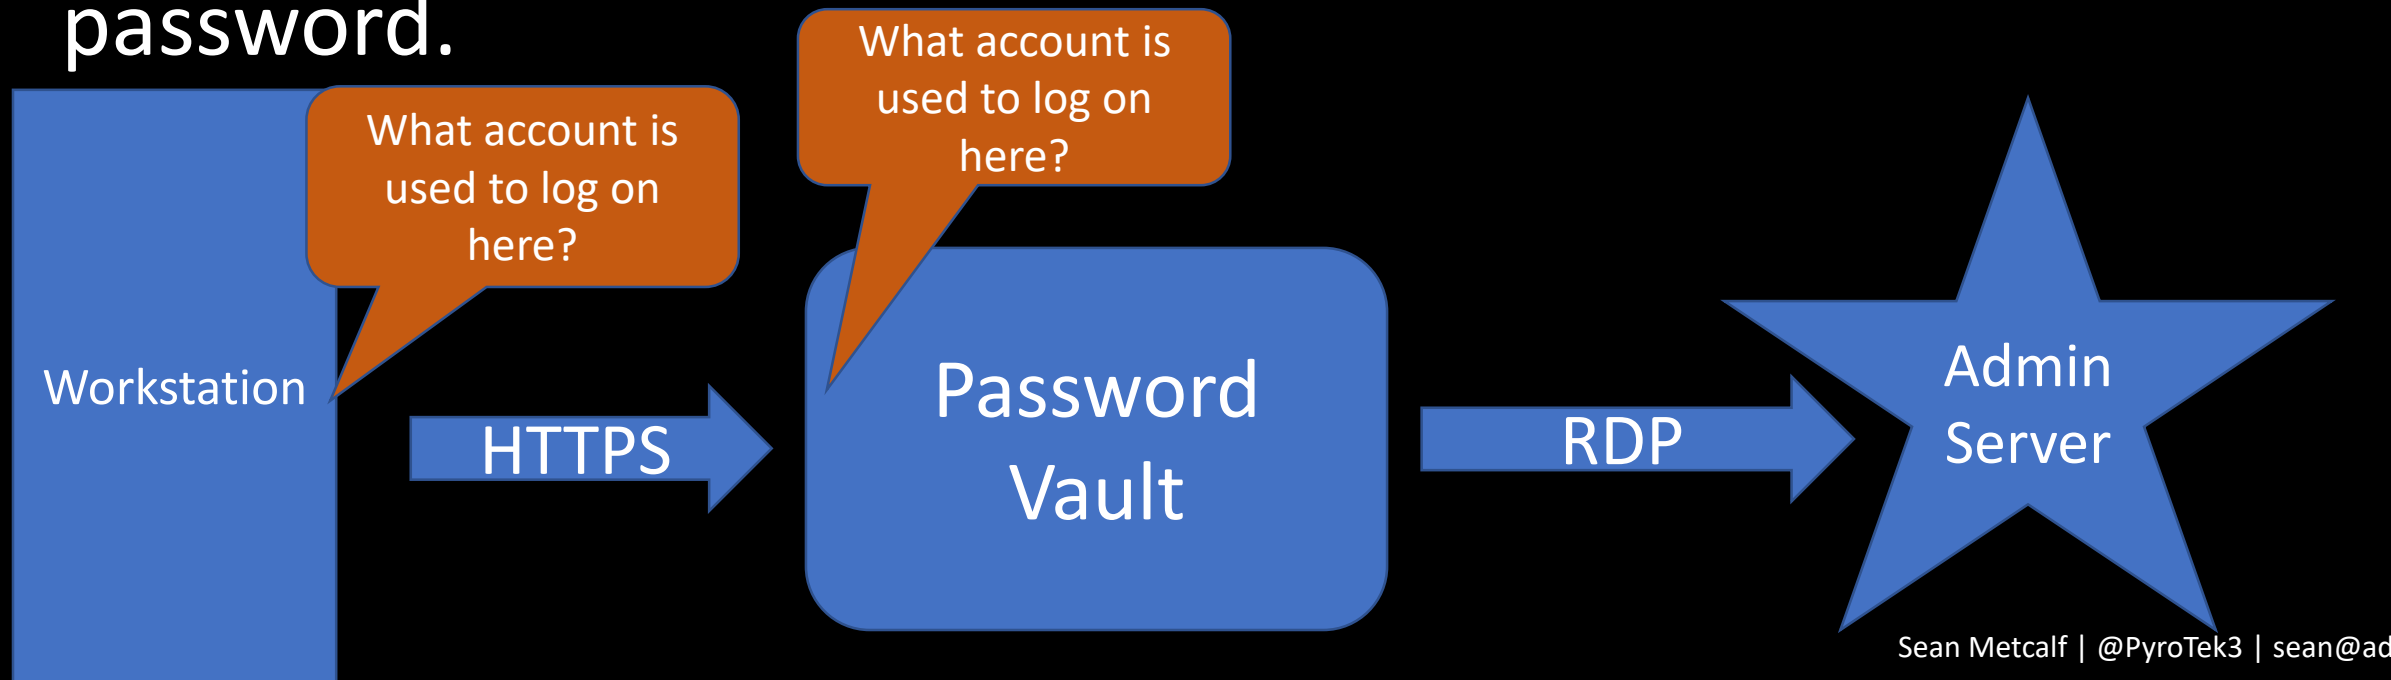 password.
What account is
used to log on
here?
What account is
used to log on
here?
Workstation
HTTPS
Password
Vault
RDP
Admin
Server
Sean Metcalf | @PyroTek3 | sean@ad